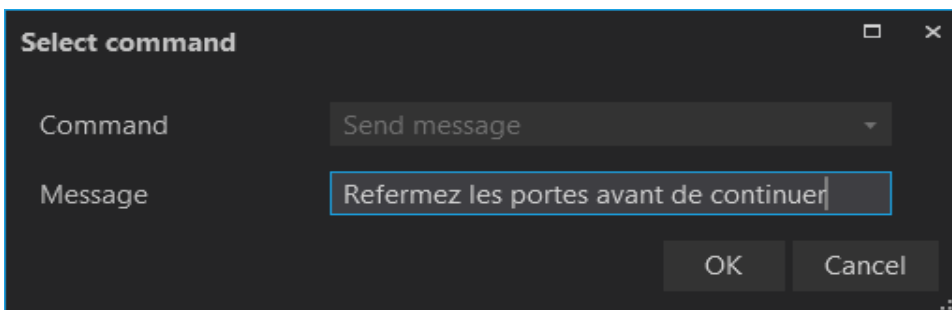 Select command
Command
Send message
Message
Refermez les portes avant de continuer
OK
Cancel